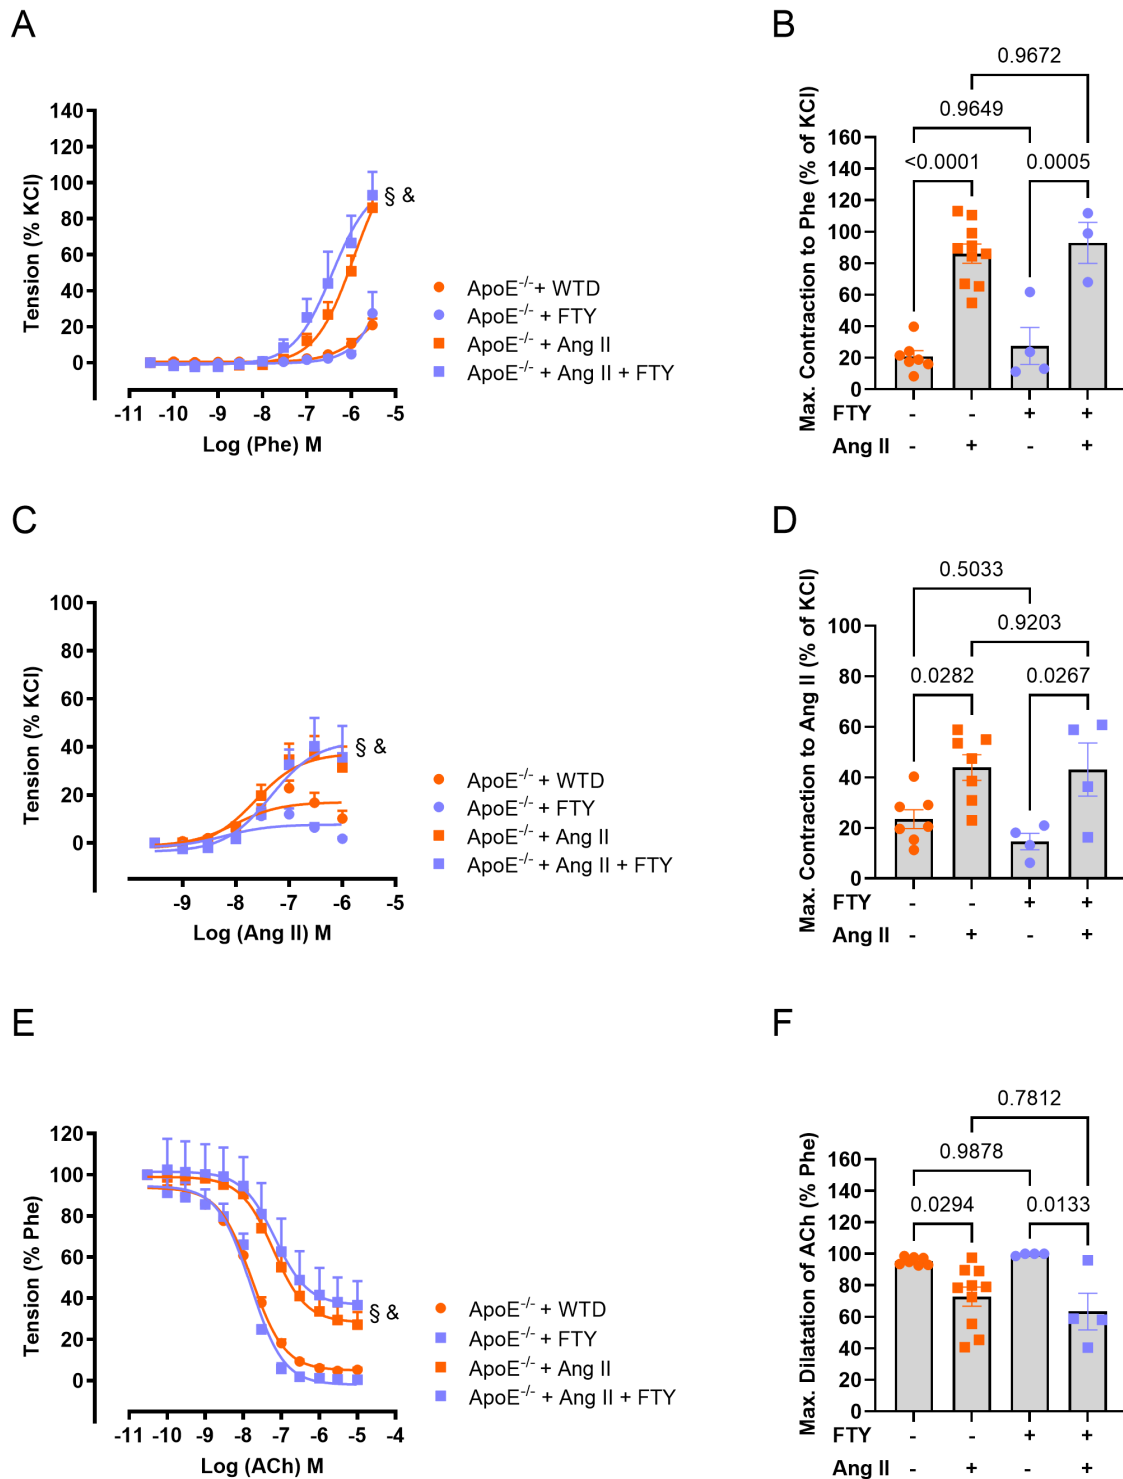 A
Tension (% KCl)
140
120
100
80
60
40
20
0
§ &
-11 -10 -9 -8 -7 -6 -5
Log (Phe) M
ApoE-/-+ WTD
ApoE-/- + FTY
ApoE-/- + Ang II
ApoE-/- + Ang II + FTY
B
Max. Contraction to Phe (% of KCl)
0.9672
0.9649
<0.0001 0.0005
160
140
120
100
80
60
40
20
0
FTY - - + +
Ang II - + - +
C
Tension (% KCl)
100
80
60
40
20
0
§ &
-9 -8 -7 -6 -5
Log (Ang II) M
ApoE-/- + WTD
ApoE-/- + FTY
ApoE-/- + Ang II
ApoE-/- + Ang II + FTY
D
Max. Contraction to Ang II (% of KCl)
0.5033
0.9203
0.0282 0.0267
100
80
60
40
20
0
FTY - - + +
Ang II - + - +
E
Tension (% Phe)
120
100
80
60
40
20
0
§ &
-11 -10 -9 -8 -7 -6 -5 -4
Log (ACh) M
ApoE-/- + WTD
ApoE-/- + FTY
ApoE-/- + Ang II
ApoE-/- + Ang II + FTY
F
Max. Dilatation of ACh (% Phe)
0.7812
0.9878
0.0294 0.0133
160
140
120
100
80
60
40
20
0
FTY - - + +
Ang II - + - +